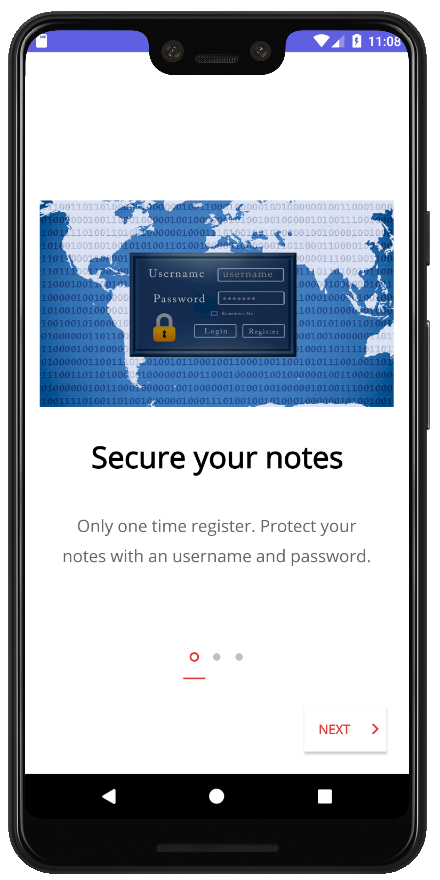 11:08
Username
username
Password
*******
Remember Me
Login
Register
Secure your notes
Only one time register. Protect your
notes with an username and password.
NEXT